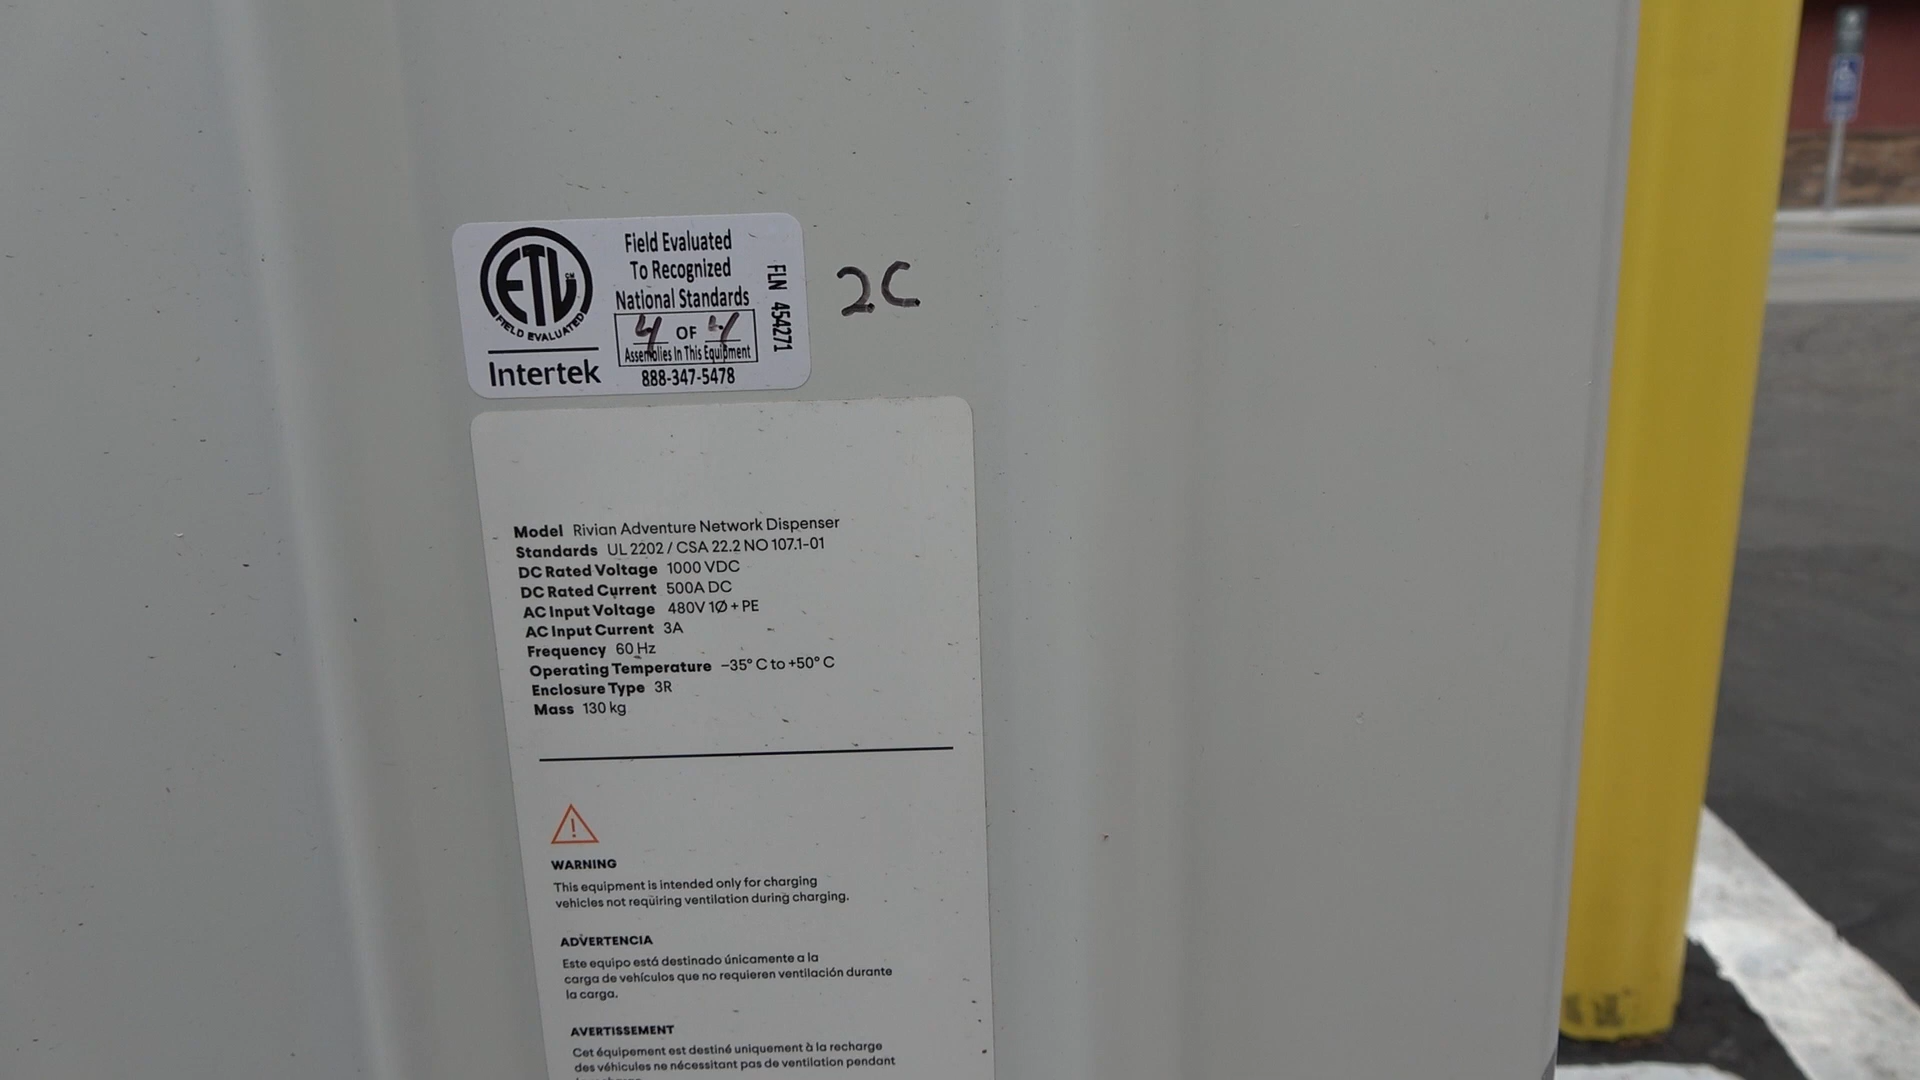 ETL CM
FIELD EVALUATED
Intertek
Field Evaluated
To Recognized
National Standards
4 OF 4
Assemblies In This Equipment
888-347-5478
FLN 454271
2C
Model Rivian Adventure Network Dispenser
Standards UL 2202 / CSA 22.2 NO 107.1-01
DC Rated Voltage 1000 VDC
DC Rated Current 500A DC
AC Input Voltage 480V 1Ø + PE
AC Input Current 3A
Frequency 60 Hz
Operating Temperature −35° C to +50° C
Enclosure Type 3R
Mass 130 kg
WARNING
This equipment is intended only for charging
vehicles not requiring ventilation during charging.
ADVERTENCIA
Este equipo está destinado únicamente a la
carga de vehículos que no requieren ventilación durante
la carga.
AVERTISSEMENT
Cet équipement est destiné uniquement à la recharge
des véhicules ne nécessitant pas de ventilation pendant